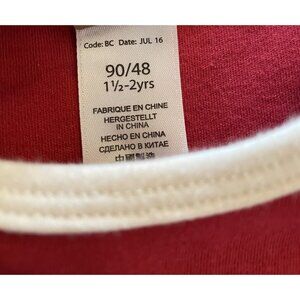 Code: BC Date: JUL 16
90/48
1½-2yrs
FABRIQUE EN CHINE
HERGESTELLT
IN CHINA
HECHO EN CHINA
СДЕЛАНО В КИТАЕ
中國製造